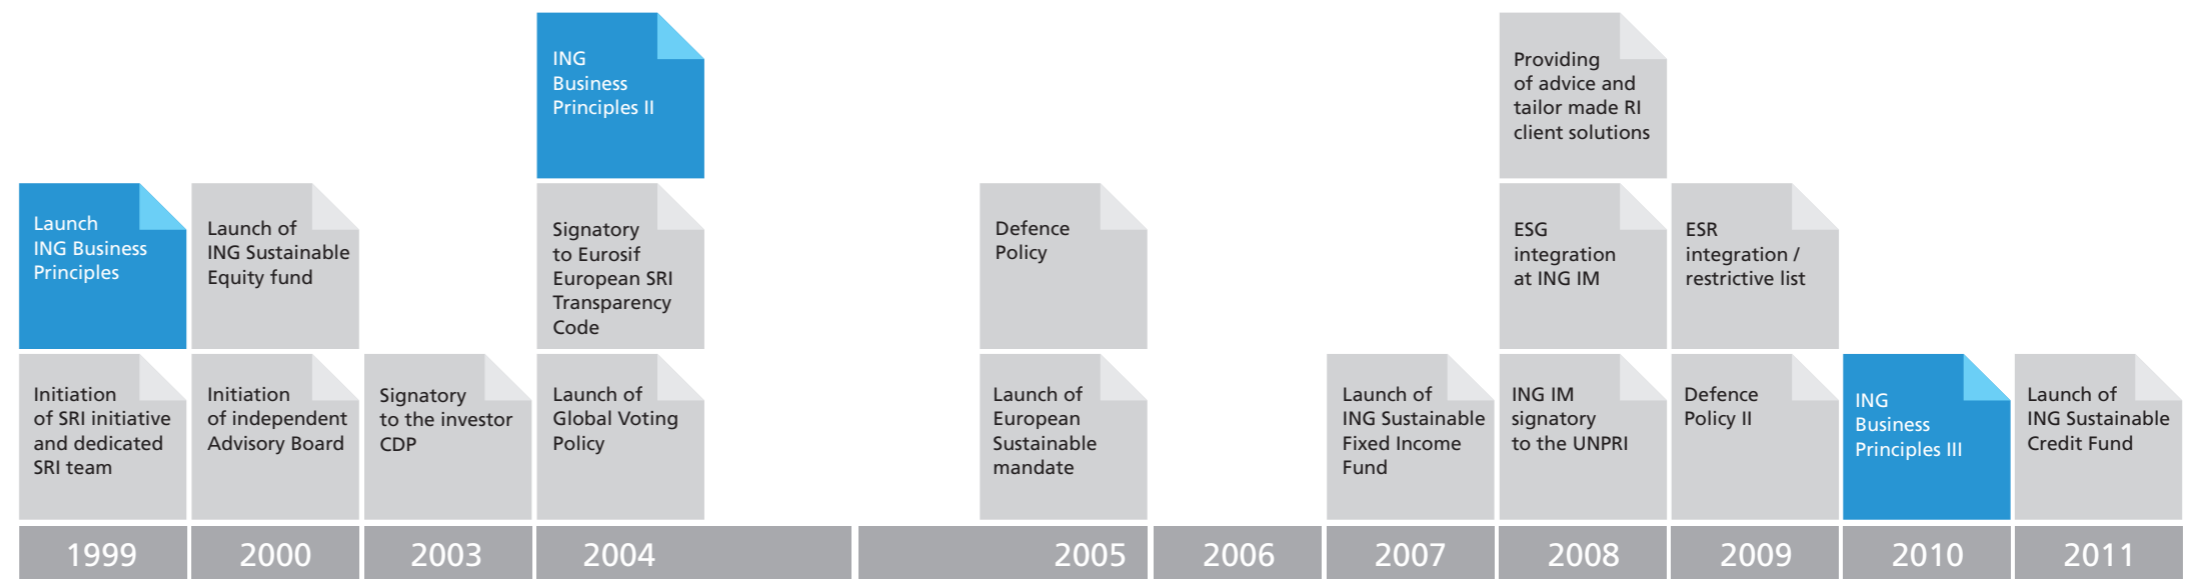 Launch
ING Business
Principles
Initiation
of SRI initiative
and dedicated
SRI team
1999
Launch of
ING Sustainable
Equity fund
Initiation
of independent
Advisory Board
2000
Signatory
to the investor
CDP
2003
ING
Business
Principles II
Signatory
to Eurosif
European SRI
Transparency
Code
Launch of
Global Voting
Policy
2004
Defence
Policy
Launch of
European
Sustainable
mandate
2005
2006
Launch of
ING Sustainable
Fixed Income
Fund
2007
Providing
of advice and
tailor made RI
client solutions
ESG
integration
at ING IM
ING IM
signatory
to the UNPRI
2008
ESR
integration /
restrictive list
Defence
Policy II
2009
ING
Business
Principles III
2010
Launch of
ING Sustainable
Credit Fund
2011